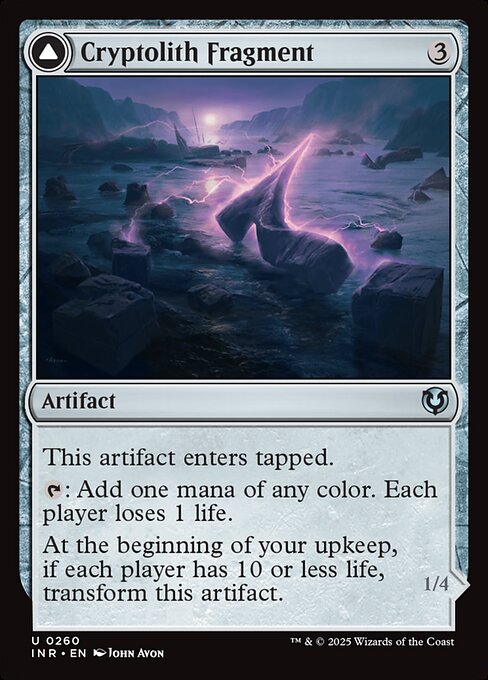 Cryptolith Fragment 3
Artifact
This artifact enters tapped.
: Add one mana of any color. Each
player loses 1 life.
At the beginning of your upkeep,
if each player has 10 or less life,
transform this artifact.
1/4
U 0260
™ & © 2025 Wizards of the Coast
INR • EN John Avon